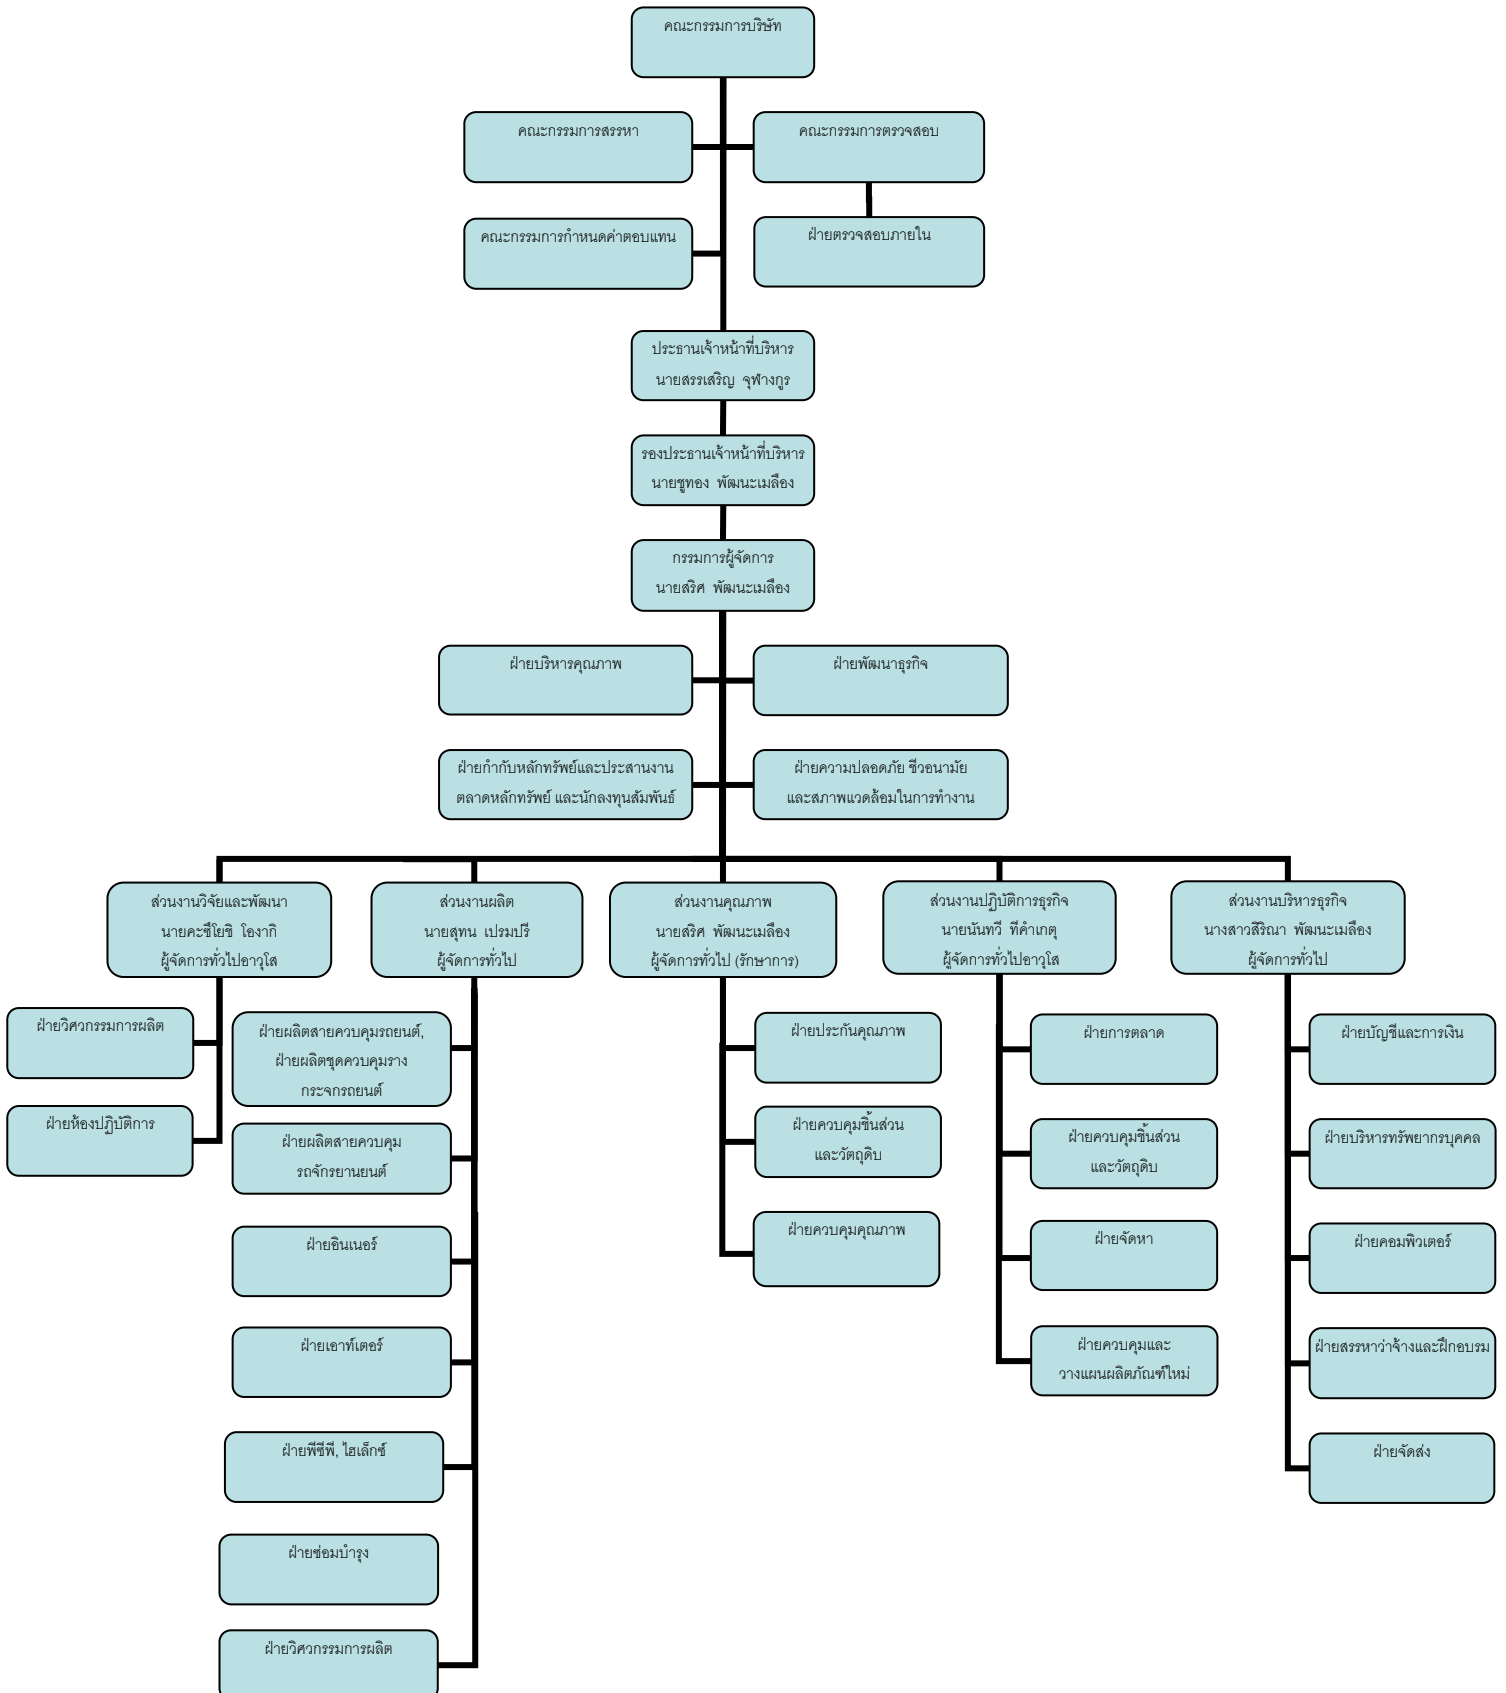 คณะกรรมการบริษัท
คณะกรรมการสรรหา
คณะกรรมการตรวจสอบ
คณะกรรมการกำหนดค่าตอบแทน
ฝ่ายตรวจสอบภายใน
ประธานเจ้าหน้าที่บริหาร
นายสรรเสริญ จุฬางกูร
รองประธานเจ้าหน้าที่บริหาร
นายชูทอง พัฒนะเมลือง
กรรมการผู้จัดการ
นายสริศ พัฒนะเมลือง
ฝ่ายบริหารคุณภาพ
ฝ่ายพัฒนาธุรกิจ
ฝ่ายกำกับหลักทรัพย์และประสานงาน
ตลาดหลักทรัพย์ และนักลงทุนสัมพันธ์
ฝ่ายความปลอดภัย ชีวอนามัย
และสภาพแวดล้อมในการทำงาน
ส่วนงานวิจัยและพัฒนา
นายคะซึโยชิ โองากิ
ผู้จัดการทั่วไปอาวุโส
ส่วนงานผลิต
นายสุทน เปรมปรี
ผู้จัดการทั่วไป
ส่วนงานคุณภาพ
นายสริศ พัฒนะเมลือง
ผู้จัดการทั่วไป (รักษาการ)
ส่วนงานปฏิบัติการธุรกิจ
นายนันทวี ทีคำเกตุ
ผู้จัดการทั่วไปอาวุโส
ส่วนงานบริหารธุรกิจ
นางสาวสิริณา พัฒนะเมลือง
ผู้จัดการทั่วไป
ฝ่ายวิศวกรรมการผลิต
ฝ่ายห้องปฏิบัติการ
ฝ่ายผลิตสายควบคุมรถยนต์,
ฝ่ายผลิตชุดควบคุมราง
กระจกรถยนต์
ฝ่ายผลิตสายควบคุม
รถจักรยานยนต์
ฝ่ายอินเนอร์
ฝ่ายเอาท์เตอร์
ฝ่ายพีซีพี, ไฮเล็กซ์
ฝ่ายซ่อมบำรุง
ฝ่ายวิศวกรรมการผลิต
ฝ่ายประกันคุณภาพ
ฝ่ายควบคุมชิ้นส่วน
และวัตถุดิบ
ฝ่ายควบคุมคุณภาพ
ฝ่ายการตลาด
ฝ่ายควบคุมชิ้นส่วน
และวัตถุดิบ
ฝ่ายจัดหา
ฝ่ายควบคุมและ
วางแผนผลิตภัณฑ์ใหม่
ฝ่ายบัญชีและการเงิน
ฝ่ายบริหารทรัพยากรบุคคล
ฝ่ายคอมพิวเตอร์
ฝ่ายสรรหาว่าจ้างและฝึกอบรม
ฝ่ายจัดส่ง